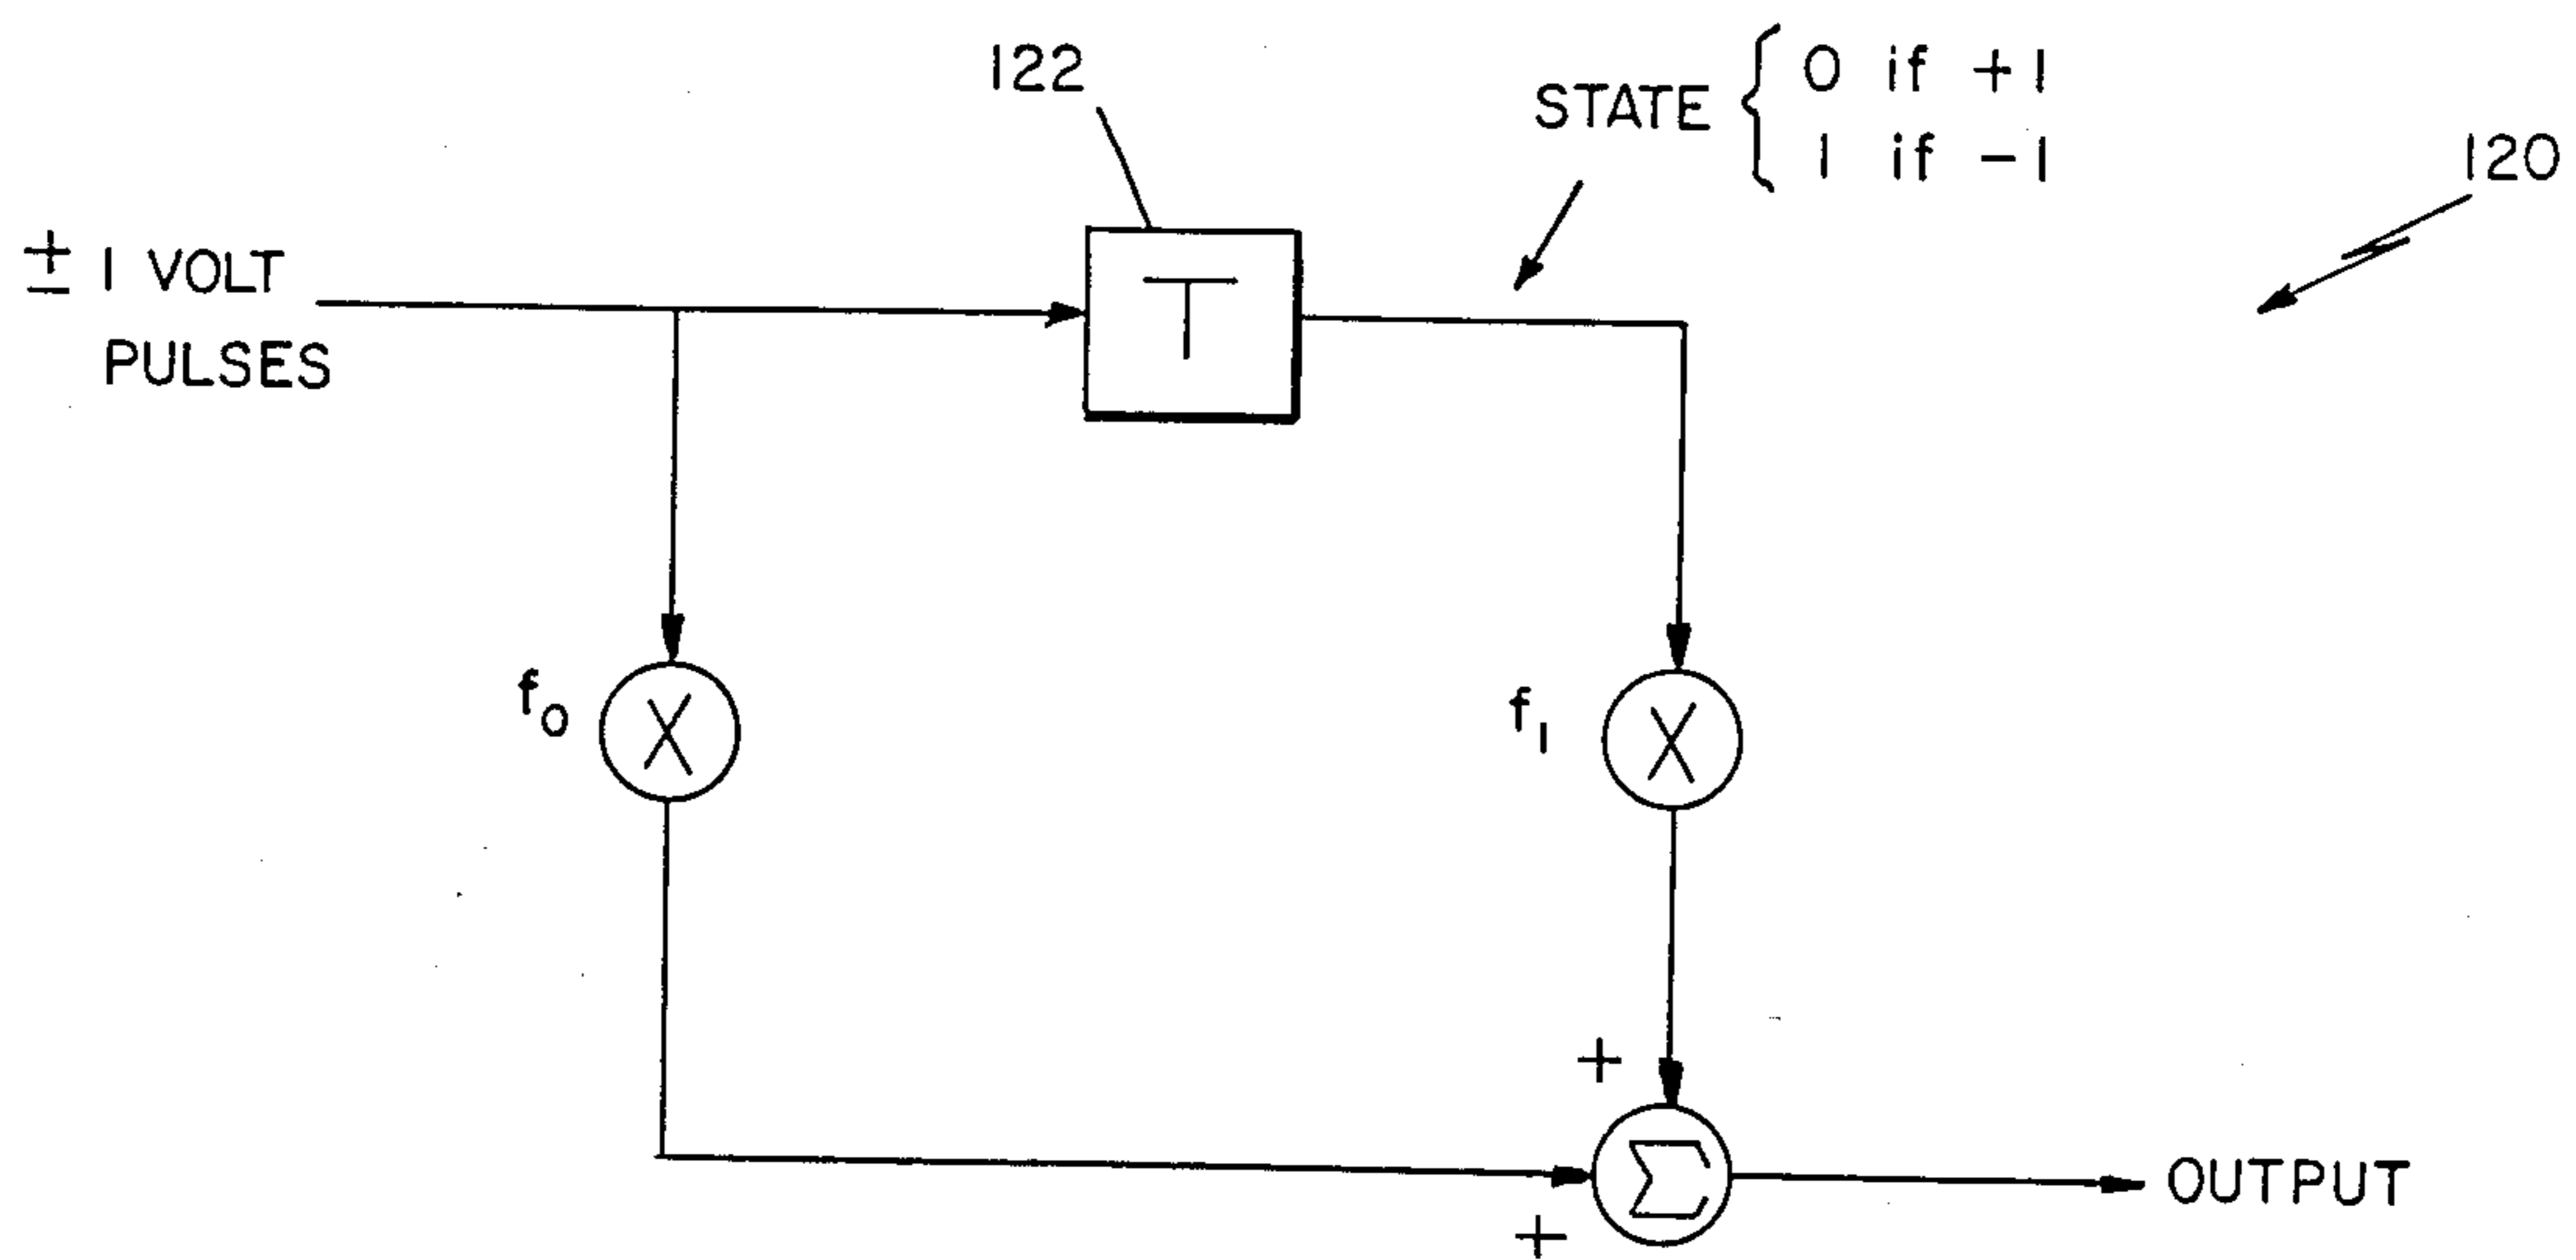 122
STATE { 0 if +1
1 if -1
120
± 1 VOLT
PULSES
T
f₀
X
f₁
X
+
Σ
+
OUTPUT